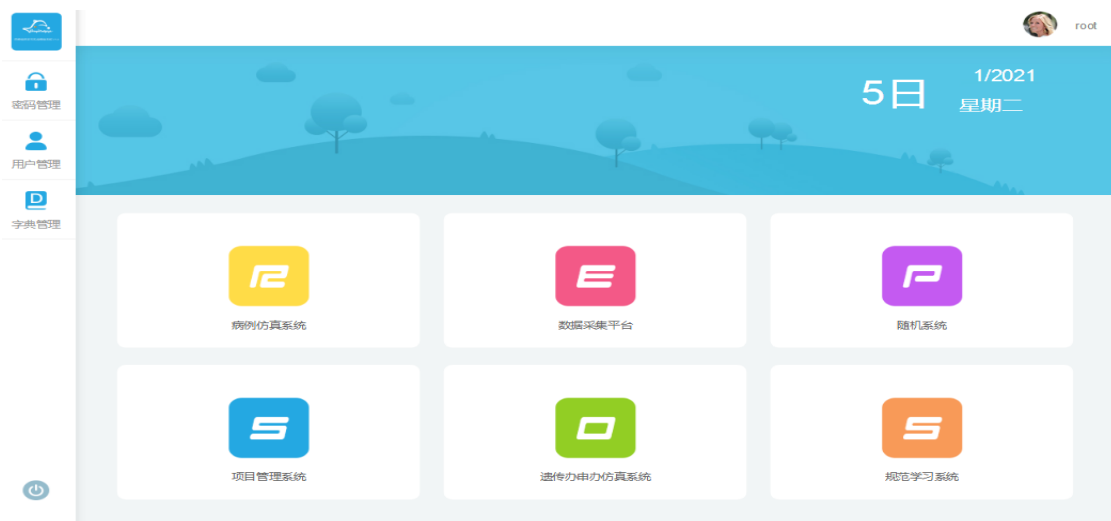 root
密码管理
用户管理
字典管理
5日
1/2021
星期二
病例仿真系统
数据采集平台
随机系统
项目管理系统
遗传办申办仿真系统
规范学习系统